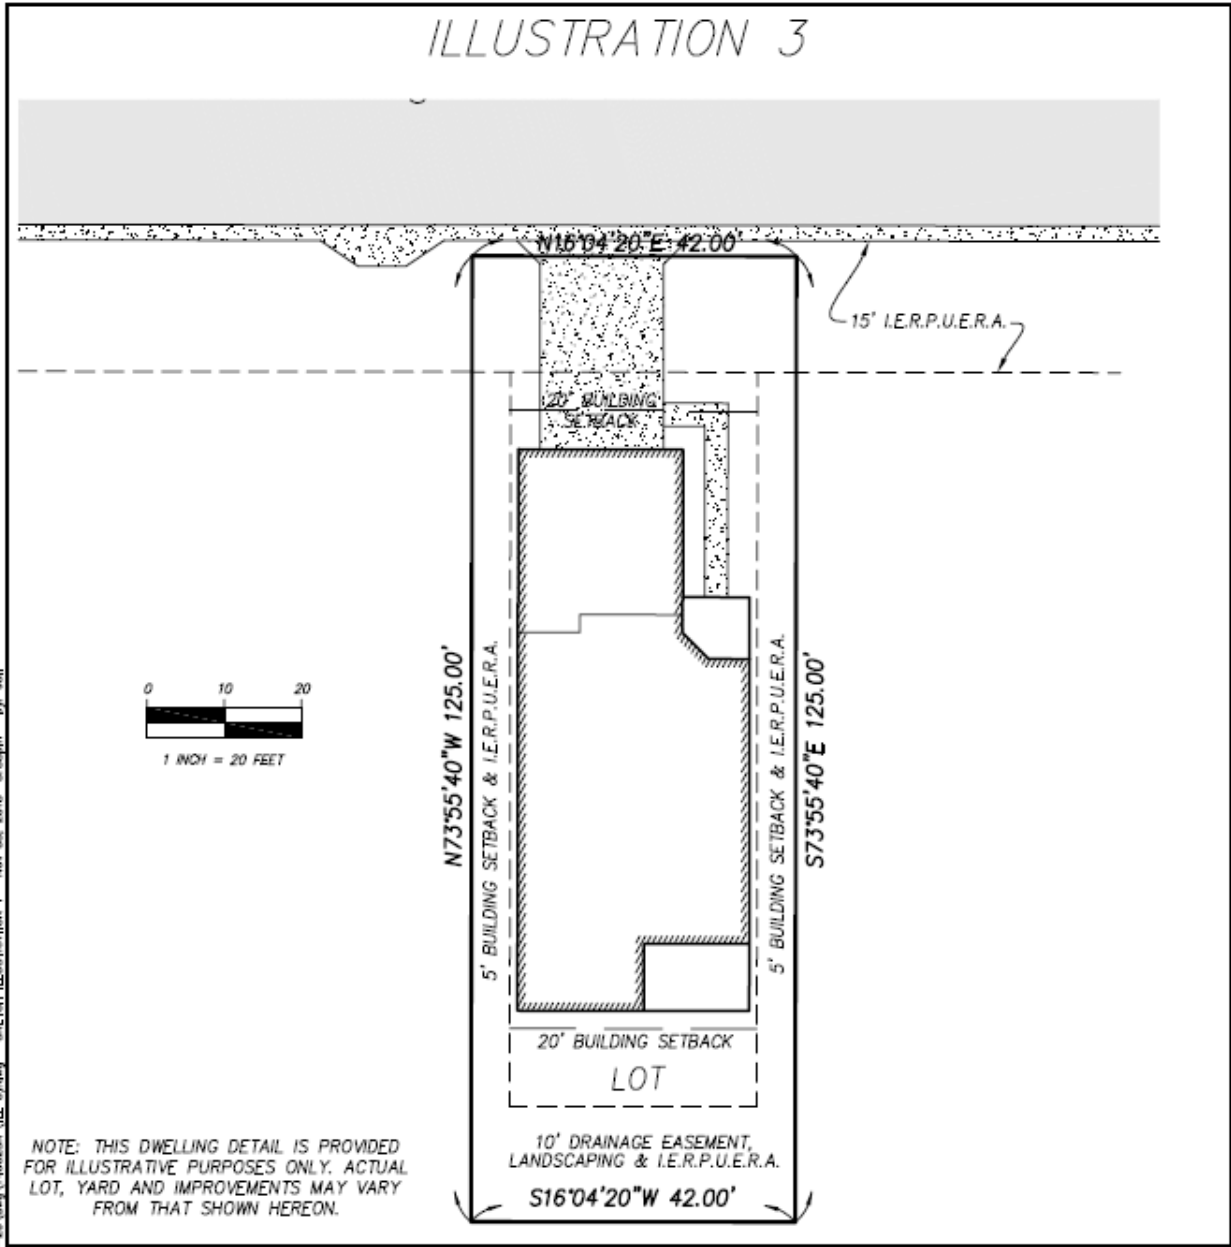 ILLUSTRATION 3
N16°04'20"E 42.00'
15' I.E.R.P.U.E.R.A.
20' BUILDING
SETBACK
N73°55'40"W 125.00'
5' BUILDING SETBACK & I.E.R.P.U.E.R.A.
5' BUILDING SETBACK & I.E.R.P.U.E.R.A.
S73°55'40"E 125.00'
0 10 20
1 INCH = 20 FEET
20' BUILDING SETBACK
LOT
10' DRAINAGE EASEMENT,
LANDSCAPING & I.E.R.P.U.E.R.A.
S16°04'20"W 42.00'
NOTE: THIS DWELLING DETAIL IS PROVIDED
FOR ILLUSTRATIVE PURPOSES ONLY. ACTUAL
LOT, YARD AND IMPROVEMENTS MAY VARY
FROM THAT SHOWN HEREON.